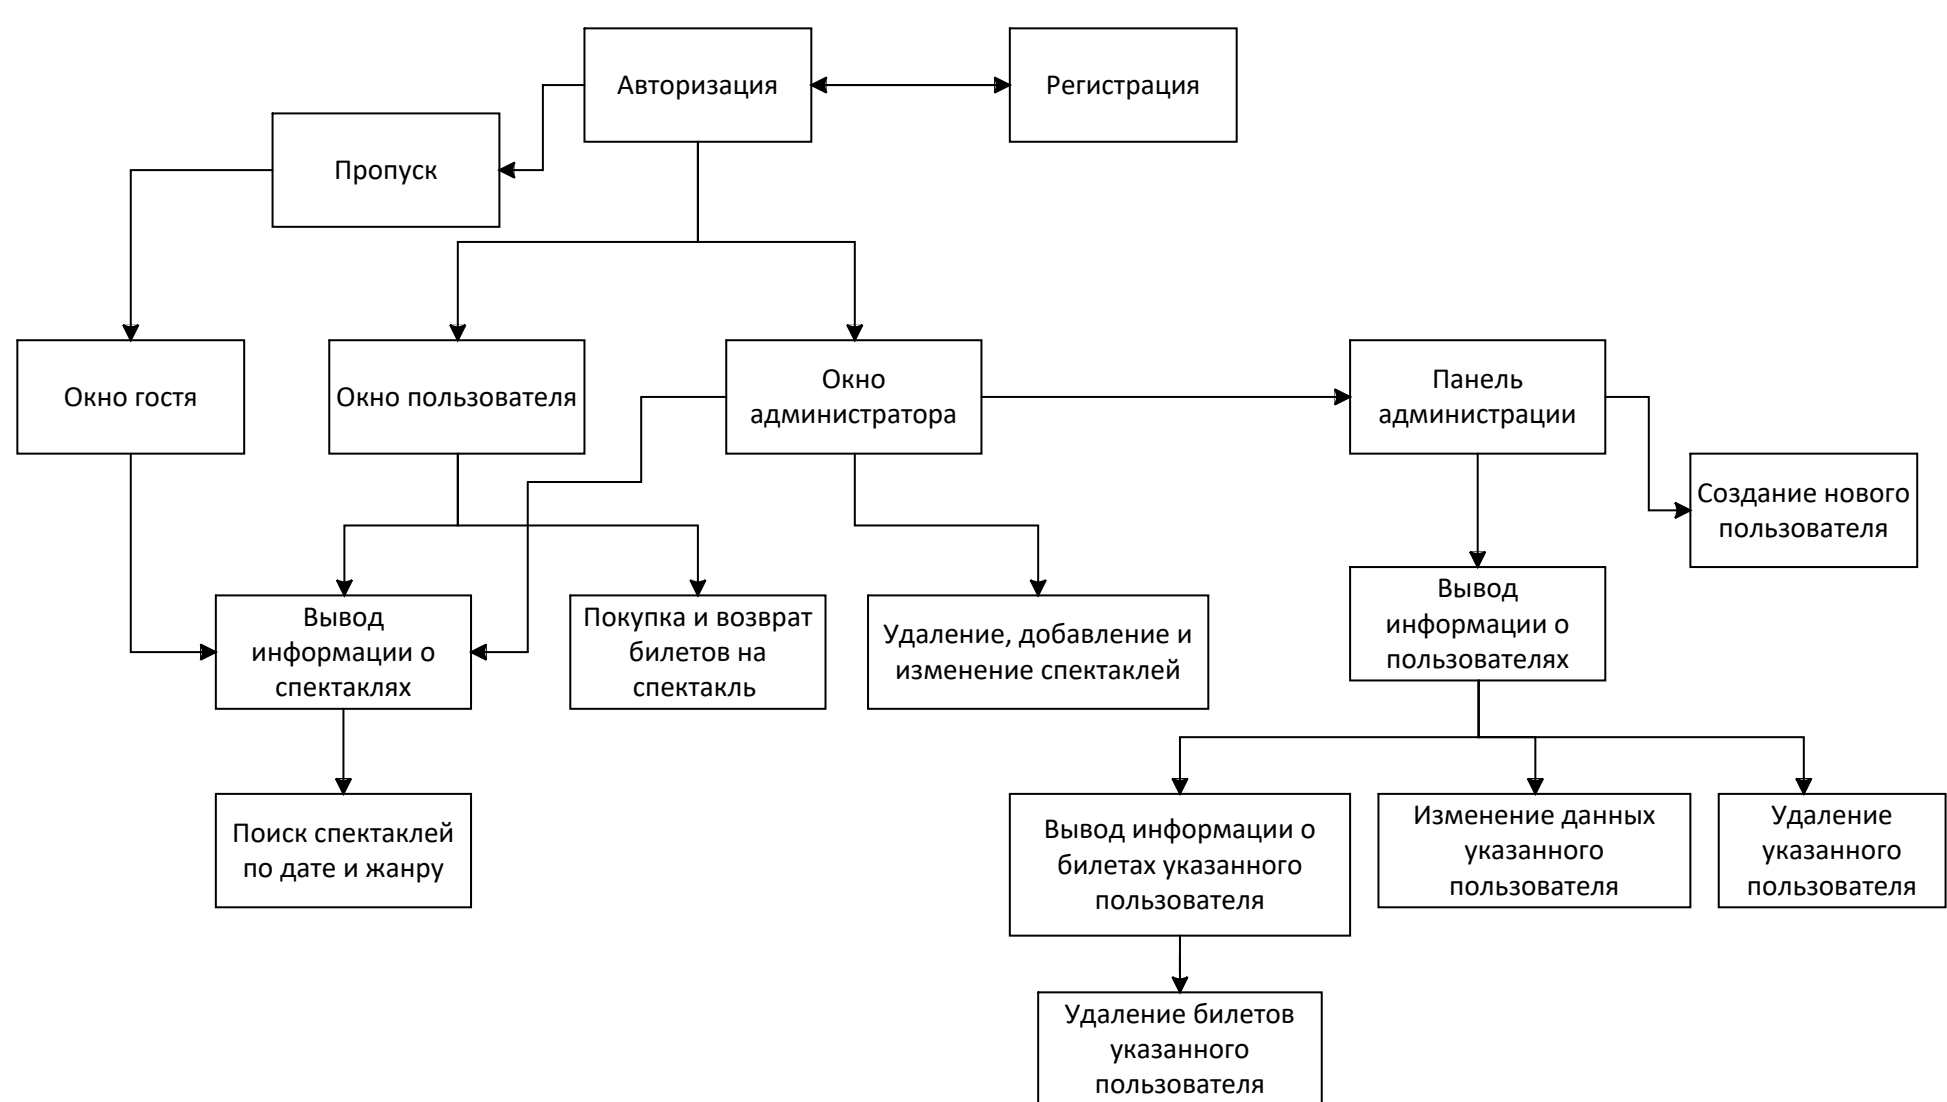 Авторизация
Регистрация
Пропуск
Окно гостя
Окно пользователя
Окно
администратора
Панель
администрации
Создание нового
пользователя
Вывод
информации о
спектаклях
Покупка и возврат
билетов на
спектакль
Удаление, добавление и
изменение спектаклей
Вывод
информации о
пользователях
Поиск спектаклей
по дате и жанру
Вывод информации о
билетах указанного
пользователя
Изменение данных
указанного
пользователя
Удаление
указанного
пользователя
Удаление билетов
указанного
пользователя